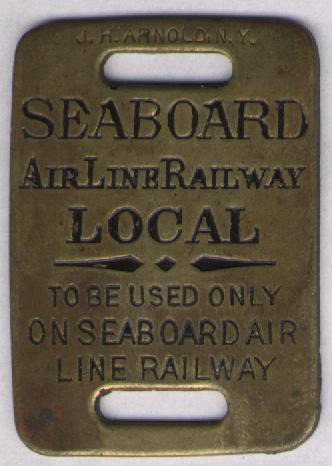 J. H. ARNOLD. N.Y.
SEABOARD
AIR LINE RAILWAY
LOCAL
TO BE USED ONLY
ON SEABOARD AIR
LINE RAILWAY